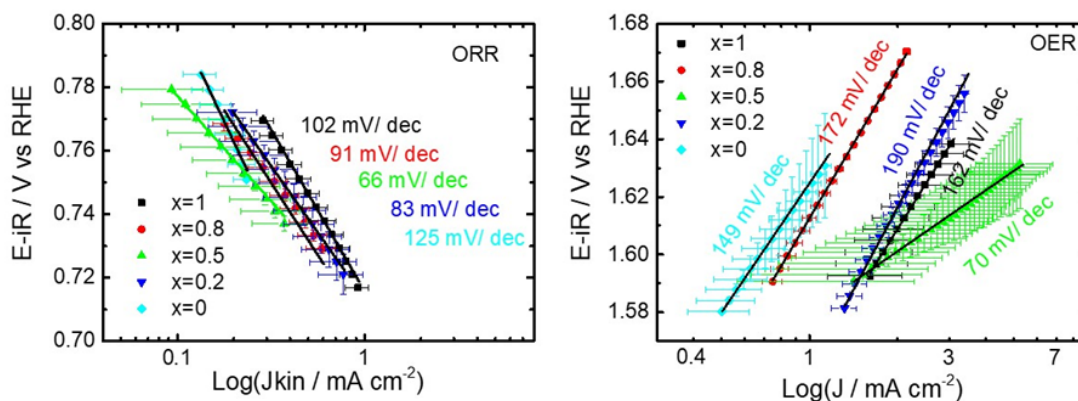 ORR
E-iR / V vs RHE
0.80
0.78
0.76
0.74
0.72
0.70
102 mV/ dec
91 mV/ dec
66 mV/ dec
83 mV/ dec
125 mV/ dec
x=1
x=0.8
x=0.5
x=0.2
x=0
0.1
1
Log(Jkin / mA cm-2)
OER
E-iR / V vs RHE
1.68
1.66
1.64
1.62
1.60
1.58
x=1
x=0.8
x=0.5
x=0.2
x=0
149 mV/ dec
172 mV/ dec
190 mV/ dec
162 mV/ dec
70 mV/ dec
0.4
1
3
7
Log(J / mA cm-2)